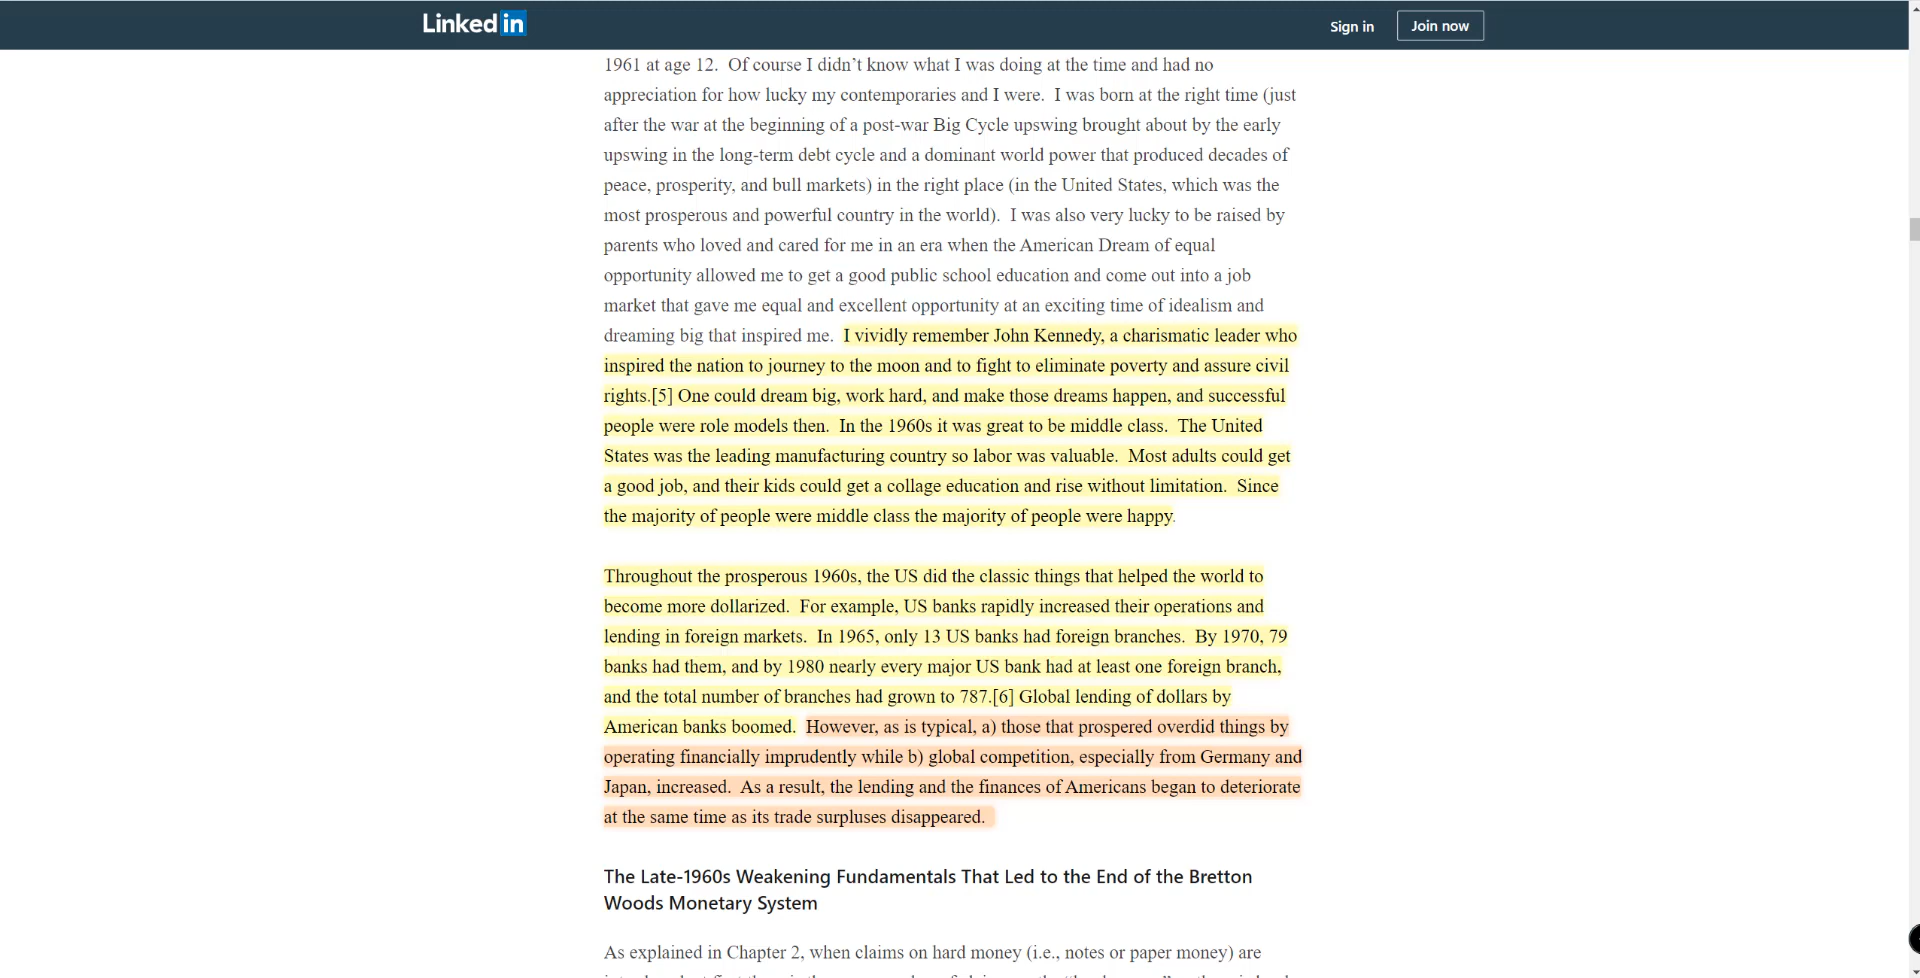 LinkedIn
Sign in
Join now
1961 at age 12.  Of course I didn’t know what I was doing at the time and had no
appreciation for how lucky my contemporaries and I were.  I was born at the right time (just
after the war at the beginning of a post-war Big Cycle upswing brought about by the early
upswing in the long-term debt cycle and a dominant world power that produced decades of
peace, prosperity, and bull markets) in the right place (in the United States, which was the
most prosperous and powerful country in the world).  I was also very lucky to be raised by
parents who loved and cared for me in an era when the American Dream of equal
opportunity allowed me to get a good public school education and come out into a job
market that gave me equal and excellent opportunity at an exciting time of idealism and
dreaming big that inspired me.  I vividly remember John Kennedy, a charismatic leader who
inspired the nation to journey to the moon and to fight to eliminate poverty and assure civil
rights.[5] One could dream big, work hard, and make those dreams happen, and successful
people were role models then.  In the 1960s it was great to be middle class.  The United
States was the leading manufacturing country so labor was valuable.  Most adults could get
a good job, and their kids could get a collage education and rise without limitation.  Since
the majority of people were middle class the majority of people were happy.
Throughout the prosperous 1960s, the US did the classic things that helped the world to
become more dollarized.  For example, US banks rapidly increased their operations and
lending in foreign markets.  In 1965, only 13 US banks had foreign branches.  By 1970, 79
banks had them, and by 1980 nearly every major US bank had at least one foreign branch,
and the total number of branches had grown to 787.[6] Global lending of dollars by
American banks boomed.  However, as is typical, a) those that prospered overdid things by
operating financially imprudently while b) global competition, especially from Germany and
Japan, increased.  As a result, the lending and the finances of Americans began to deteriorate
at the same time as its trade surpluses disappeared.
The Late-1960s Weakening Fundamentals That Led to the End of the Bretton
Woods Monetary System
As explained in Chapter 2, when claims on hard money (i.e., notes or paper money) are